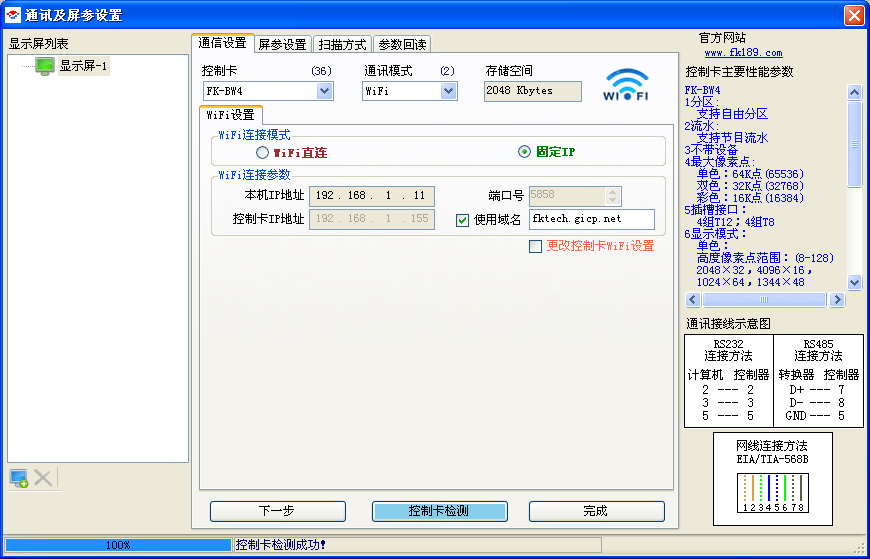 通讯及屏参设置
显示屏列表
显示屏-1
通信设置 屏参设置 扫描方式 参数回读
控制卡 (36) 通讯模式 (2) 存储空间
FK-BW4 WiFi 2048 Kbytes
WI FI
WiFi设置
WiFi连接模式
WiFi直连 固定IP
WiFi连接参数
本机IP地址 192 . 168 . 1 . 11 端口号 5858
控制卡IP地址 192 . 168 . 1 . 155 使用域名 fktech.gicp.net
更改控制卡WiFi设置
下一步 控制卡检测 完成
官方网站
www.fk189.com
控制卡主要性能参数
FK-BW4
1分区:
支持自由分区
2流水:
支持节目流水
3不带设备
4最大像素点:
单色:64K点(65536)
双色:32K点(32768)
彩色:16K点(16384)
5插槽接口:
4组T12;4组T8
6显示模式:
单色:
高度像素点范围:(8-128)
2048×32,4096×16,
1024×64,1344×48
通讯接线示意图
RS232 RS485
连接方法 连接方法
计算机 控制器 转换器 控制器
2 --- 2 D+ --- 7
3 --- 3 D- --- 8
5 --- 5 GND --- 5
网线连接方法
EIA/TIA-568B
1 2 3 4 5 6 7 8
100% 控制卡检测成功!